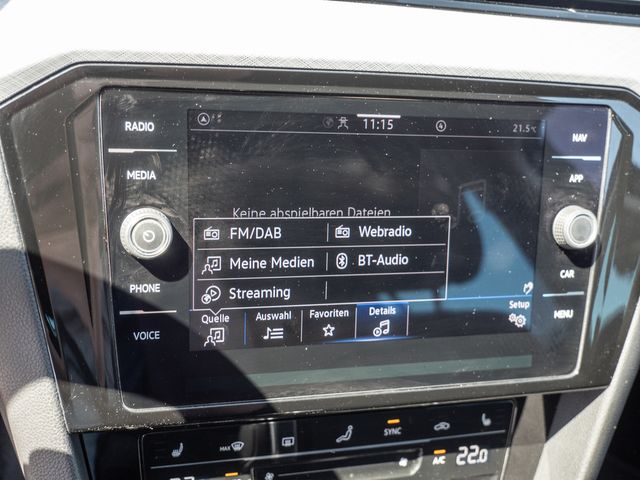 RADIO
MEDIA
PHONE
VOICE
11:15
21.5°C
Keine abspielbaren Dateien
FM/DAB
Webradio
Meine Medien
BT-Audio
Streaming
Quelle
Auswahl
Favoriten
Details
Setup
NAV
APP
CAR
MENU
MAX
SYNC
A/C
22.0